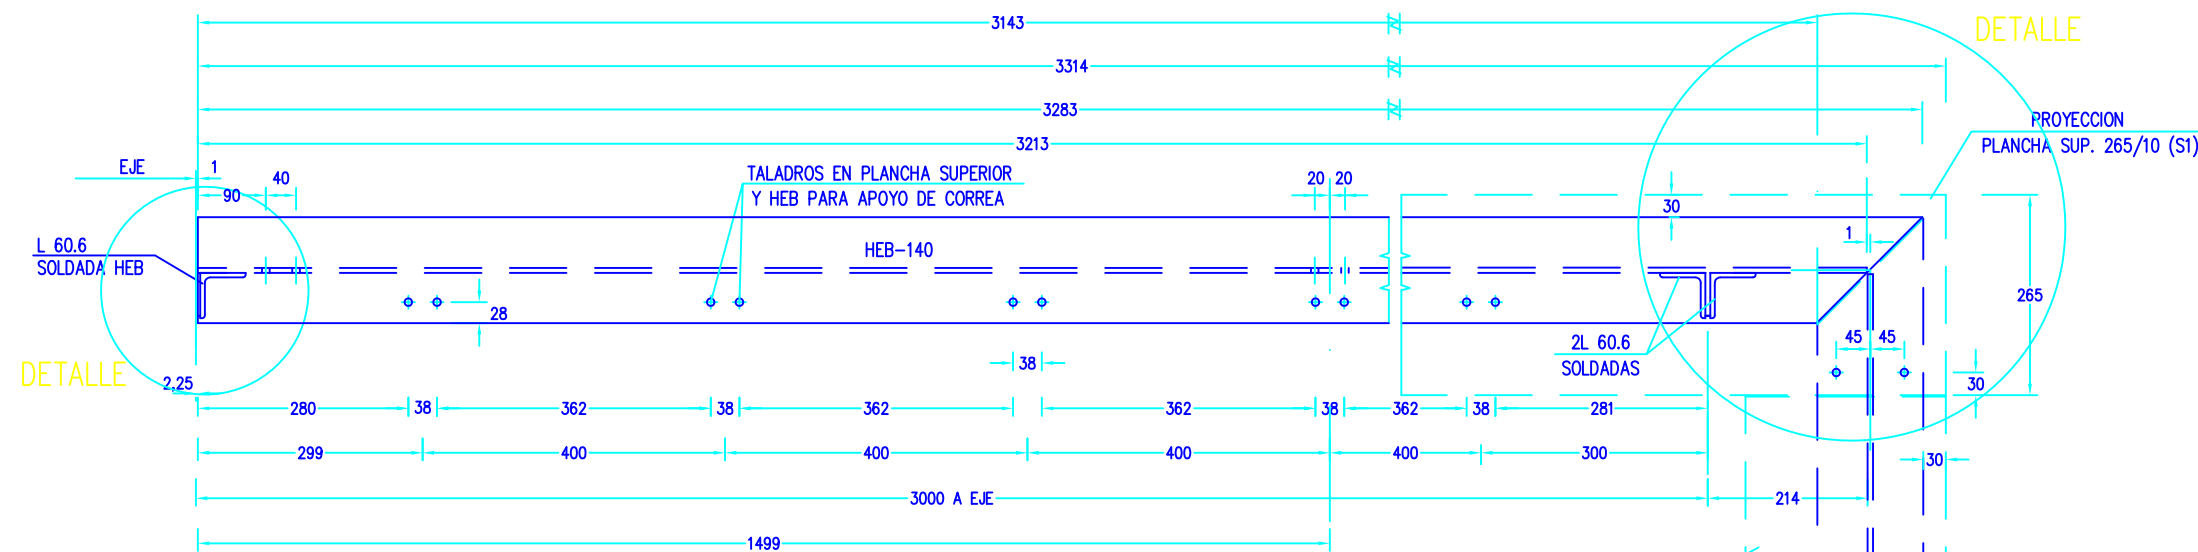 3143
DETALLE
3314
3283
PROYECCION
PLANCHA SUP. 265/10 (S1)
3213
EJE
1
90
40
TALADROS EN PLANCHA SUPERIOR
Y HEB PARA APOYO DE CORREA
20
20
30
L 60.6
SOLDADA HEB
HEB-140
1
265
28
2L 60.6
SOLDADAS
45
45
38
DETALLE
2,25
30
280
38
362
38
362
362
38
362
38
281
299
400
400
400
400
300
30
3000 A EJE
214
1499